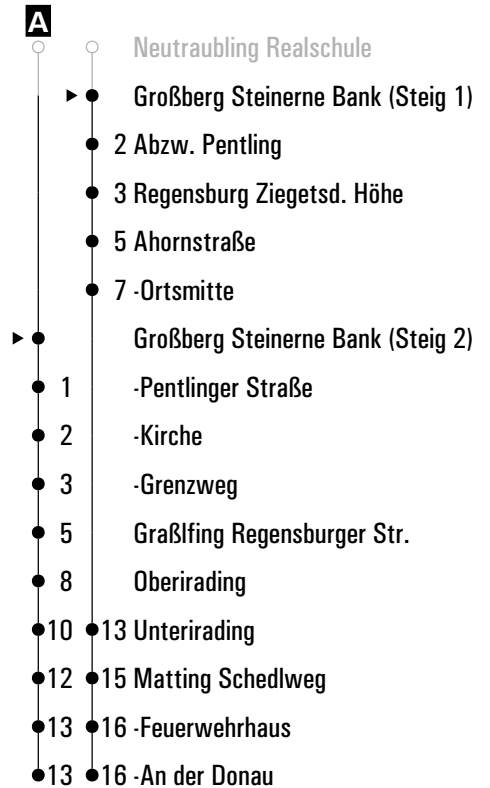 A
Neutraubling Realschule
Großberg Steinerne Bank (Steig 1)
2 Abzw. Pentling
3 Regensburg Ziegetsd. Höhe
5 Ahornstraße
7 -Ortsmitte
Großberg Steinerne Bank (Steig 2)
1 -Pentlinger Straße
2 -Kirche
3 -Grenzweg
5 Graßlfing Regensburger Str.
8 Oberirading
10 13 Unterirading
12 15 Matting Schedlweg
13 16 -Feuerwehrhaus
13 16 -An der Donau